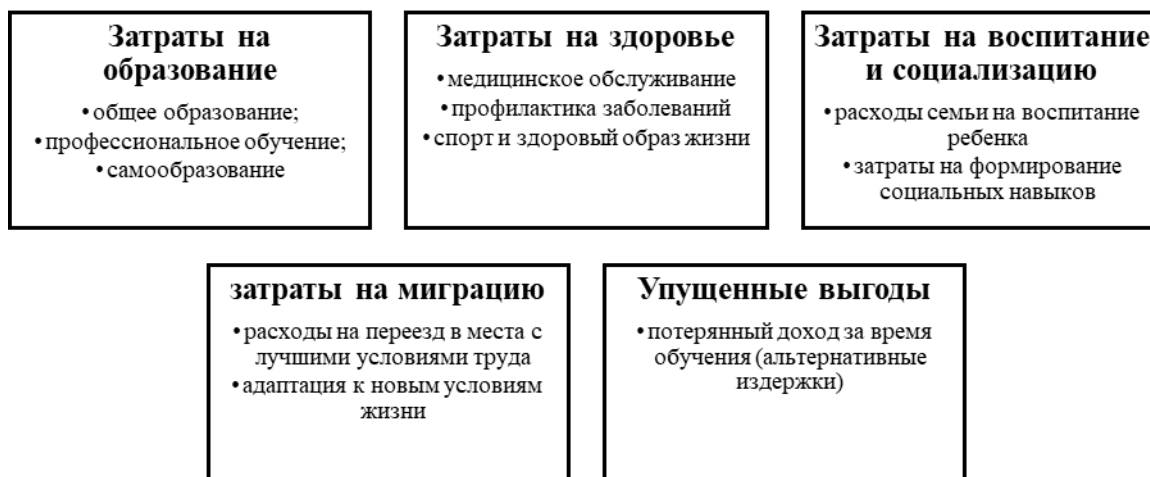 Затраты на
образование
•общее образование;
•профессиональное обучение;
•самообразование
Затраты на здоровье
•медицинское обслуживание
•профилактика заболеваний
•спорт и здоровый образ жизни
Затраты на воспитание
и социализацию
•расходы семьи на воспитание
ребенка
•затраты на формирование
социальных навыков
затраты на миграцию
•расходы на переезд в места с
лучшими условиями труда
•адаптация к новым условиям
жизни
Упущенные выгоды
•потерянный доход за время
обучения (альтернативные
издержки)